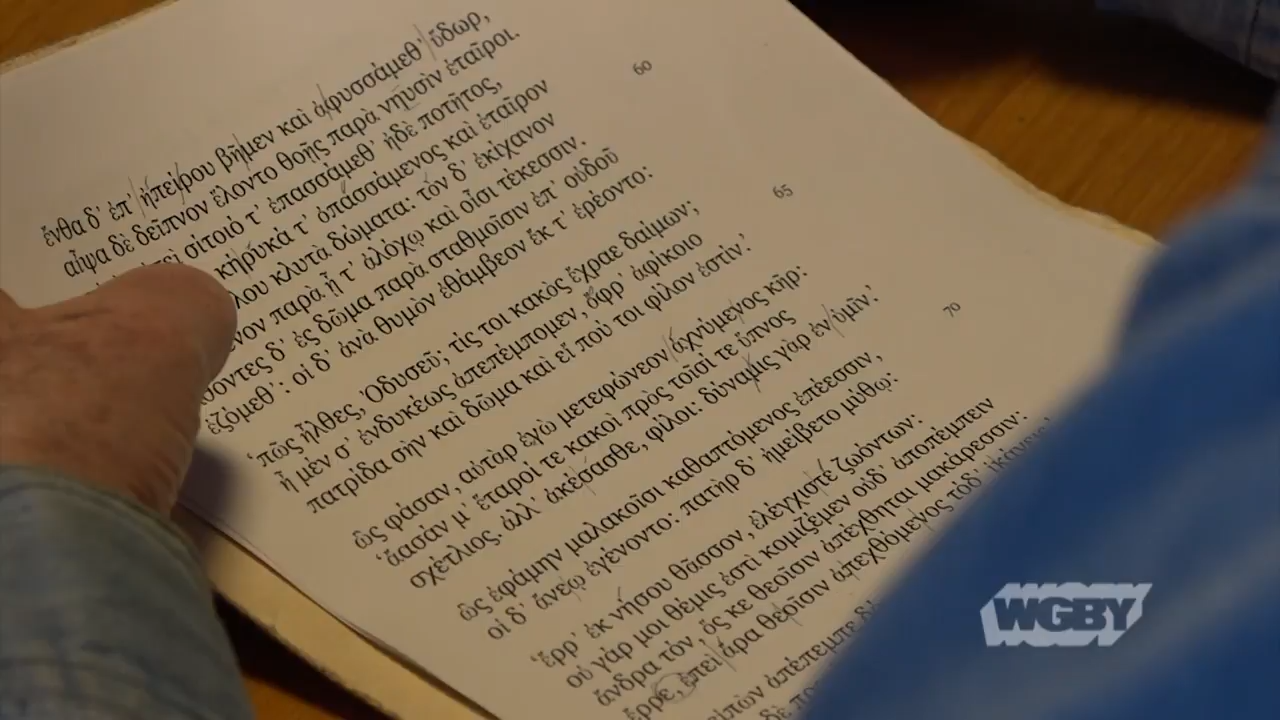 ἔνθα δ᾽ ἐπ᾽ ἠπείρου βῆμεν καὶ ἀφυσσάμεθ᾽ ὕδωρ,
αἶψα δὲ δεῖπνον ἕλοντο θοῇς παρὰ νηυσὶν ἑταῖροι.
σίτοιό τ᾽ ἐπασσάμεθ᾽ ἠδὲ ποτῆτος, 60
κήρυκά τ᾽ ὀπασσάμενος καὶ ἑταῖρον
κλυτὰ δώματα: τὸν δ᾽ ἐκίχανον
παρὰ ᾗ τ᾽ ἀλόχῳ καὶ οἷσι τέκεσσιν.
δ᾽ ἐς δῶμα παρὰ σταθμοῖσιν ἐπ᾽ οὐδοῦ
ἑζόμεθ᾽: οἱ δ᾽ ἀνὰ θυμὸν ἐθάμβεον ἔκ τ᾽ ἐρέοντο:
‘πῶς ἦλθες, Ὀδυσεῦ; τίς τοι κακὸς ἔχραε δαίμων; 65
ἦ μέν σ᾽ ἐνδυκέως ἀπεπέμπομεν, ὄφρ᾽ ἀφίκοιο
πατρίδα σὴν καὶ δῶμα καὶ εἴ πού τοι φίλον ἐστίν.’
ὣς φάσαν, αὐτὰρ ἐγὼ μετεφώνεον ἀχνύμενος κῆρ:
‘ἄασάν μ᾽ ἕταροί τε κακοὶ πρὸς τοῖσί τε ὕπνος
σχέτλιος. ἀλλ᾽ ἀκέσασθε, φίλοι: δύναμις γὰρ ἐν ὑμῖν.’
ὣς ἐφάμην μαλακοῖσι καθαπτόμενος ἐπέεσσιν, 70
οἱ δ᾽ ἄνεῳ ἐγένοντο: πατὴρ δ᾽ ἠμείβετο μύθῳ:
‘ἔρρ᾽ ἐκ νήσου θᾶσσον, ἐλέγχιστε ζωόντων:
οὐ γάρ μοι θέμις ἐστὶ κομιζέμεν οὐδ᾽ ἀποπέμπειν
ἄνδρα τόν, ὅς κε θεοῖσιν ἀπέχθηται μακάρεσσιν:
ἔρρε, ἐπεὶ ἄρα θεοῖσιν ἀπεχθόμενος τόδ᾽ ἱκάνεις.’
ἀπέπεμπε
WGBY